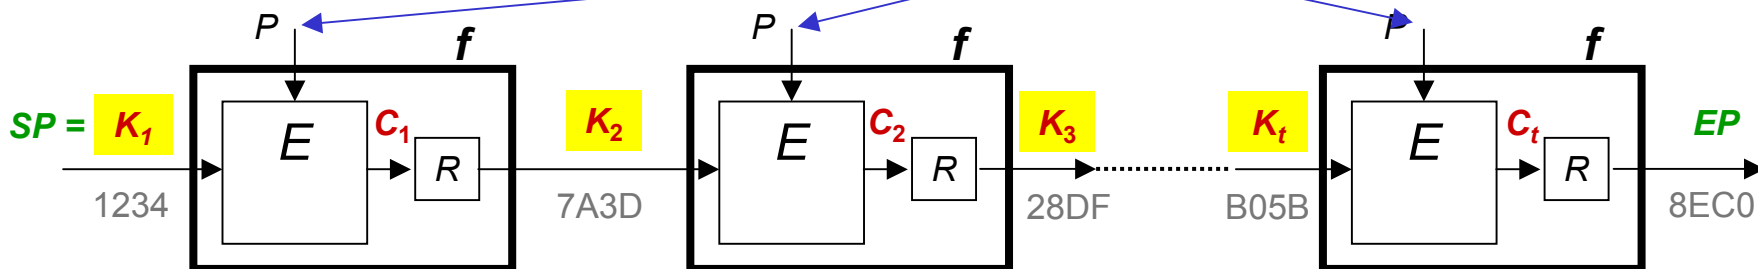 P f P f P f
SP = K1 E C1 R K2 E C2 R K3 Kt E Ct R EP
1234 7A3D 28DF B05B 8EC0